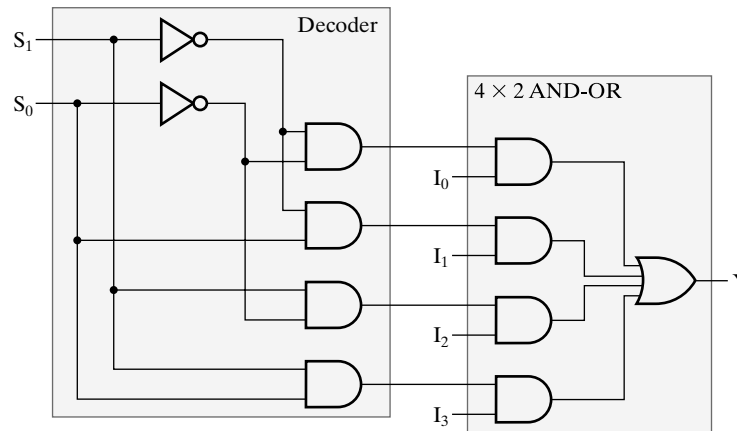 Decoder
S₁
S₀
4 × 2 AND-OR
I₀
I₁
Y
I₂
I₃